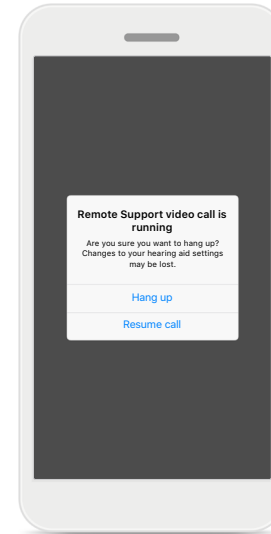 Remote Support video call is
running
Are you sure you want to hang up?
Changes to your hearing aid settings
may be lost.
Hang up
Resume call